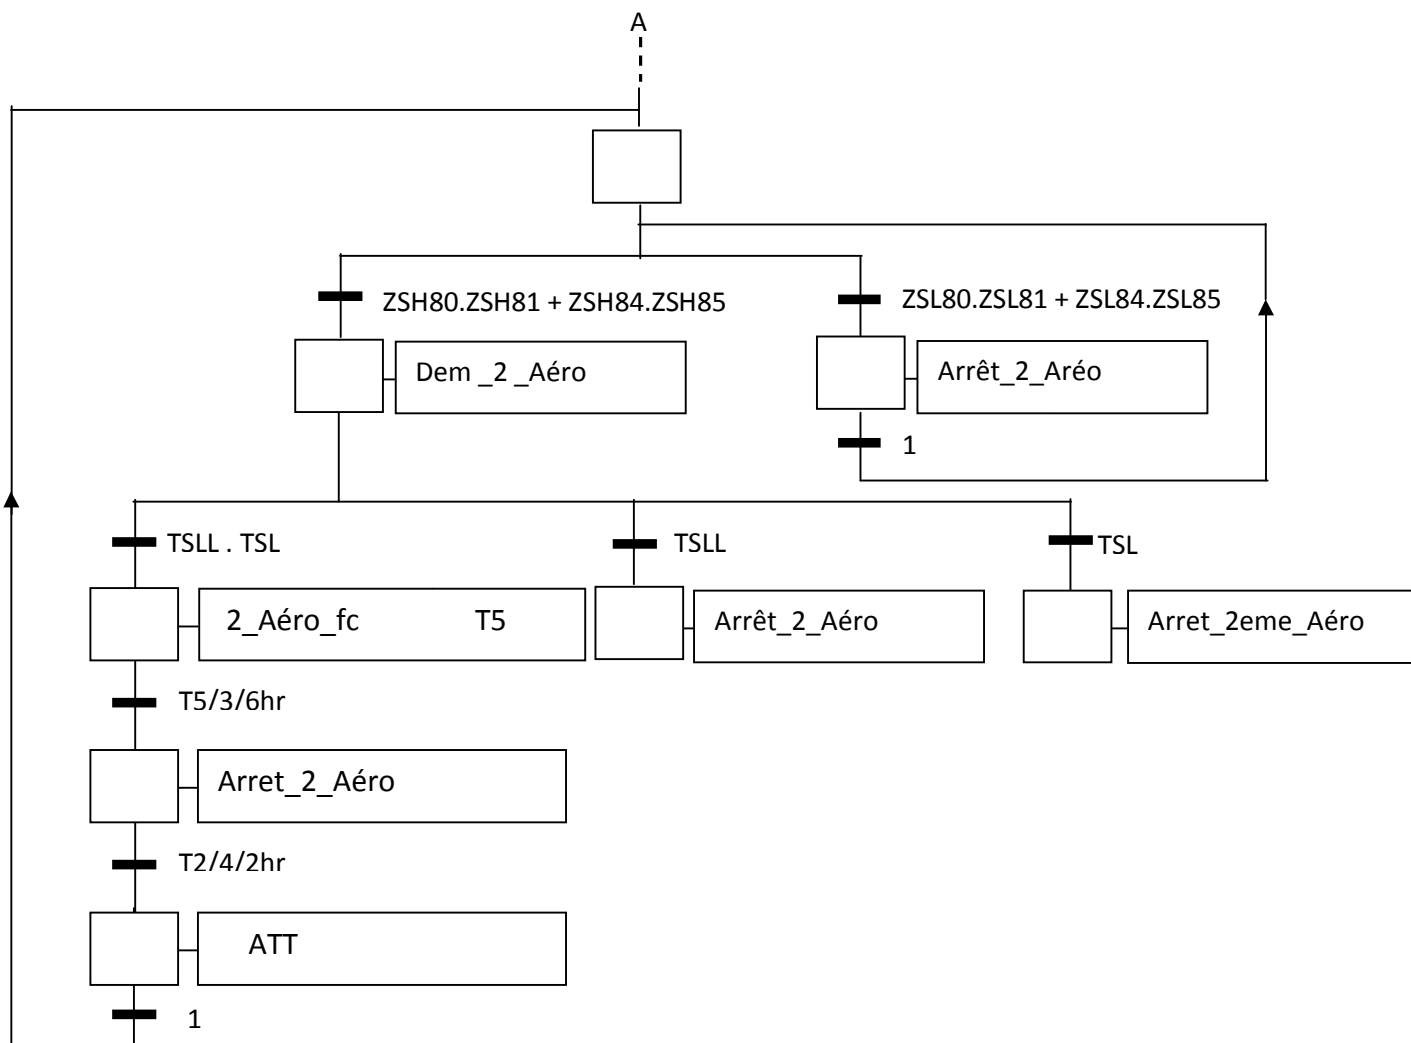 A
ZSH80.ZSH81 + ZSH84.ZSH85
ZSL80.ZSL81 + ZSL84.ZSL85
Dem _2 _Aéro
Arrêt_2_Aréo
1
TSLL . TSL
TSLL
TSL
2_Aéro_fc T5
Arrêt_2_Aéro
Arret_2eme_Aéro
T5/3/6hr
Arret_2_Aéro
T2/4/2hr
ATT
1